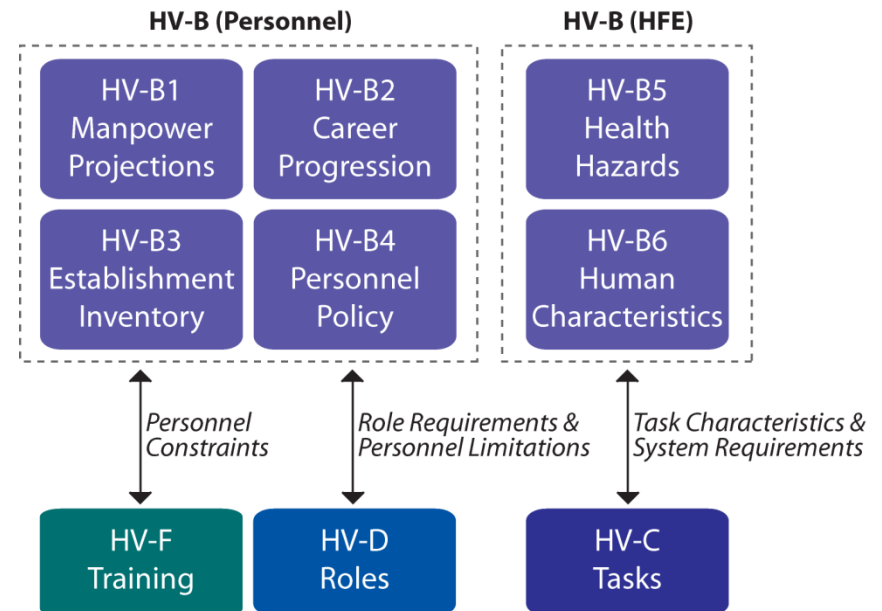 HV-B (Personnel)
HV-B (HFE)
HV-B1
Manpower
Projections
HV-B2
Career
Progression
HV-B5
Health
Hazards
HV-B3
Establishment
Inventory
HV-B4
Personnel
Policy
HV-B6
Human
Characteristics
Personnel
Constraints
Role Requirements &
Personnel Limitations
Task Characteristics &
System Requirements
HV-F
Training
HV-D
Roles
HV-C
Tasks